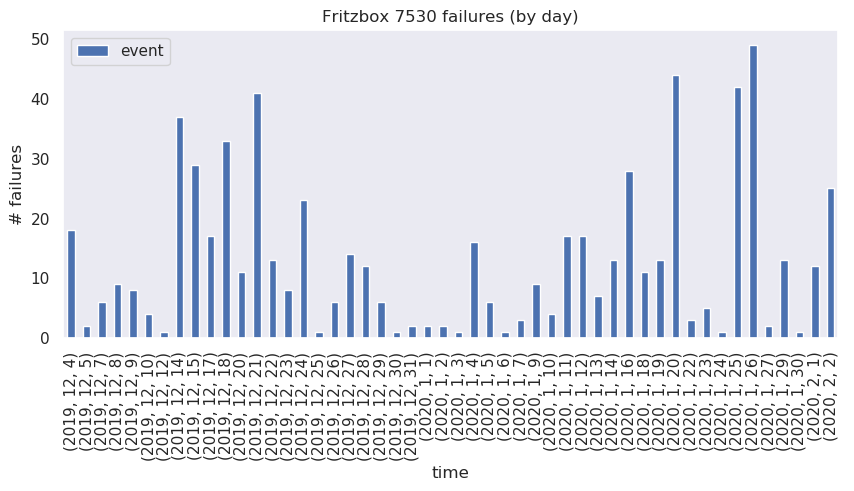 Fritzbox 7530 failures (by day)
event
# failures
50
40
30
20
10
0
(2019, 12, 4)
(2019, 12, 5)
(2019, 12, 7)
(2019, 12, 8)
(2019, 12, 9)
(2019, 12, 10)
(2019, 12, 12)
(2019, 12, 14)
(2019, 12, 15)
(2019, 12, 17)
(2019, 12, 18)
(2019, 12, 20)
(2019, 12, 21)
(2019, 12, 22)
(2019, 12, 23)
(2019, 12, 24)
(2019, 12, 25)
(2019, 12, 26)
(2019, 12, 27)
(2019, 12, 28)
(2019, 12, 29)
(2019, 12, 30)
(2019, 12, 31)
(2020, 1, 1)
(2020, 1, 2)
(2020, 1, 3)
(2020, 1, 4)
(2020, 1, 5)
(2020, 1, 6)
(2020, 1, 7)
(2020, 1, 9)
(2020, 1, 10)
(2020, 1, 11)
(2020, 1, 12)
(2020, 1, 13)
(2020, 1, 14)
(2020, 1, 16)
(2020, 1, 18)
(2020, 1, 19)
(2020, 1, 20)
(2020, 1, 22)
(2020, 1, 23)
(2020, 1, 24)
(2020, 1, 25)
(2020, 1, 26)
(2020, 1, 27)
(2020, 1, 29)
(2020, 1, 30)
(2020, 2, 1)
(2020, 2, 2)
time